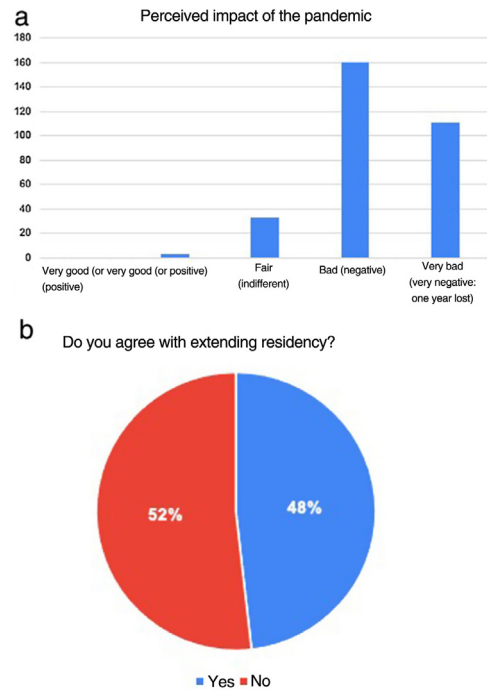 a
Perceived impact of the pandemic
180
160
140
120
100
80
60
40
20
0
Very good (or very good (or positive)
(positive)
Fair
(indifferent)
Bad (negative)
Very bad
(very negative:
one year lost)
b
Do you agree with extending residency?
52%
48%
Yes No